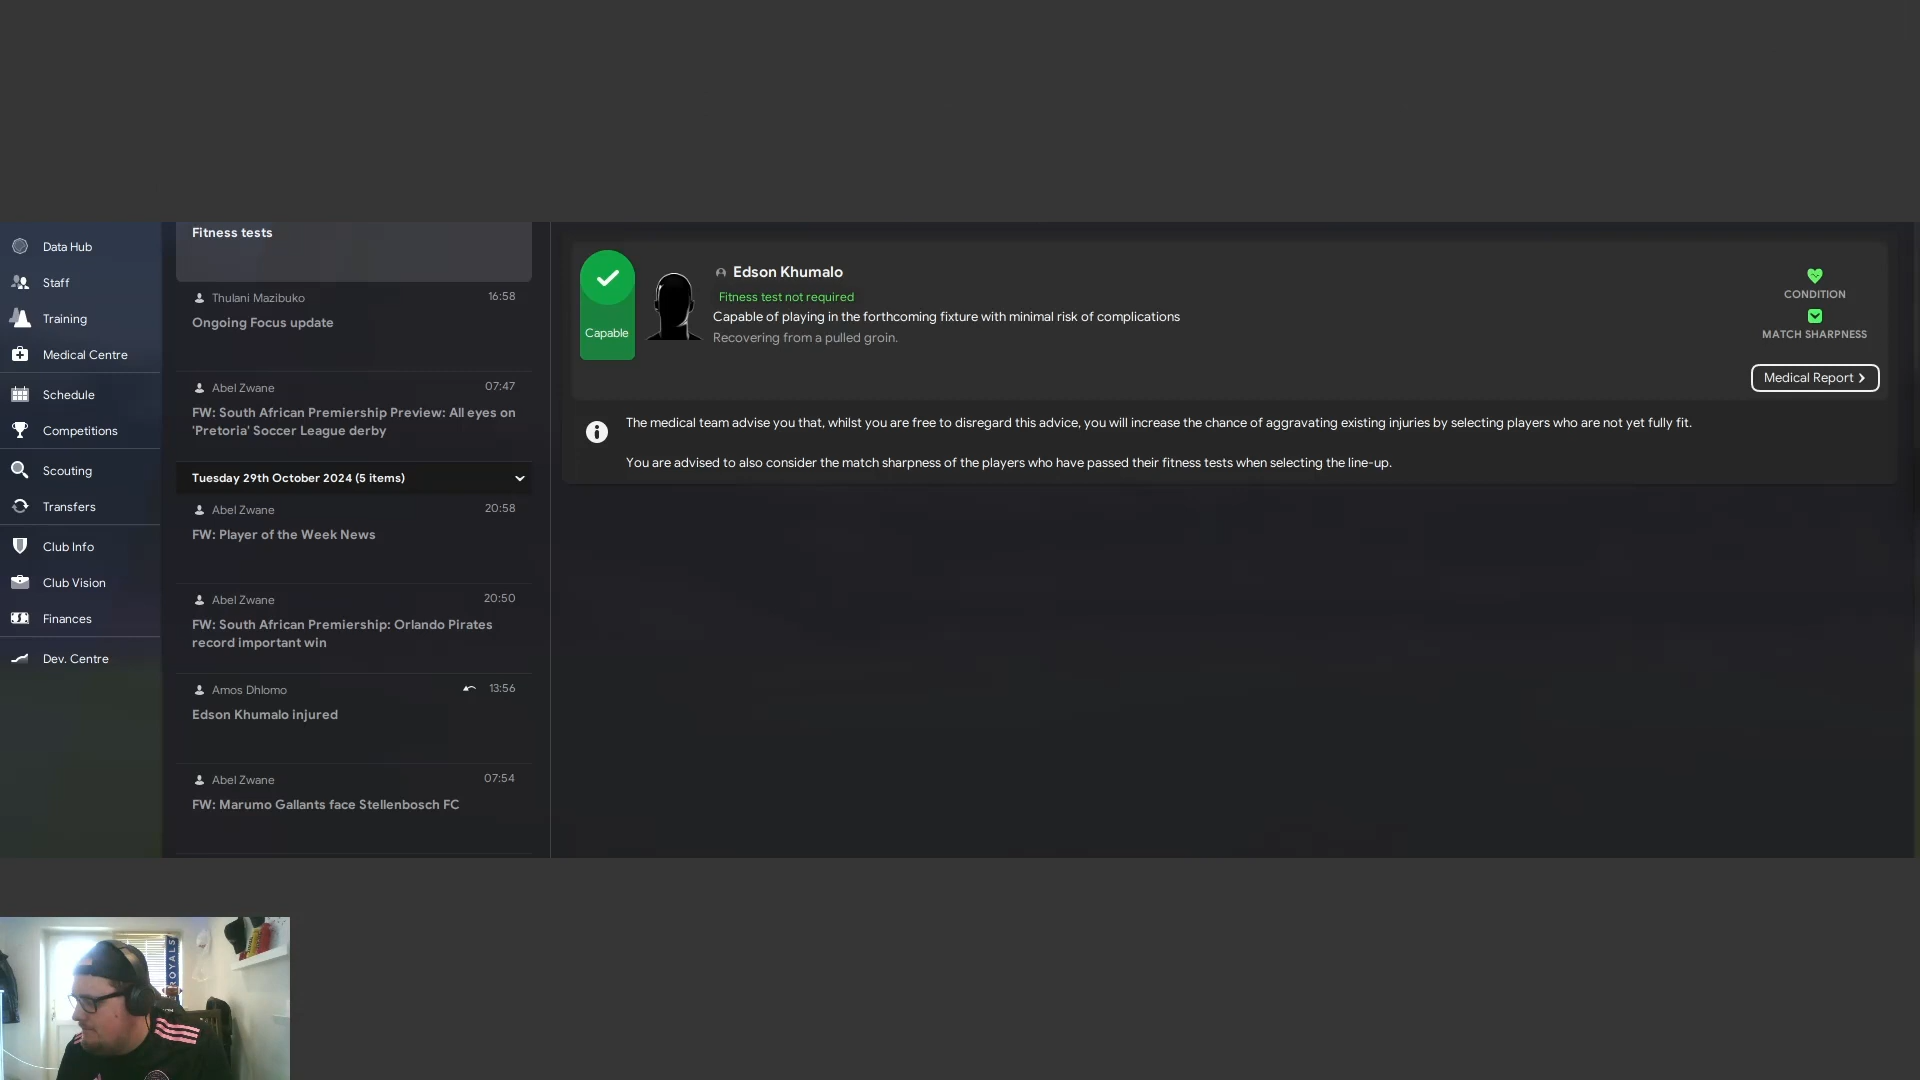 Data Hub
Staff
Training
Medical Centre
Schedule
Competitions
Scouting
Transfers
Club Info
Club Vision
Finances
Dev. Centre
Fitness tests
Thulani Mazibuko 16:58
Ongoing Focus update
Abel Zwane 07:47
FW: South African Premiership Preview: All eyes on
'Pretoria' Soccer League derby
Tuesday 29th October 2024 (5 items)
Abel Zwane 20:58
FW: Player of the Week News
Abel Zwane 20:50
FW: South African Premiership: Orlando Pirates
record important win
Amos Dhlomo 13:56
Edson Khumalo injured
Abel Zwane 07:54
FW: Marumo Gallants face Stellenbosch FC
Capable
Edson Khumalo
Fitness test not required
Capable of playing in the forthcoming fixture with minimal risk of complications
Recovering from a pulled groin.
CONDITION
MATCH SHARPNESS
Medical Report
The medical team advise you that, whilst you are free to disregard this advice, you will increase the chance of aggravating existing injuries by selecting players who are not yet fully fit.
You are advised to also consider the match sharpness of the players who have passed their fitness tests when selecting the line-up.
ROYALS